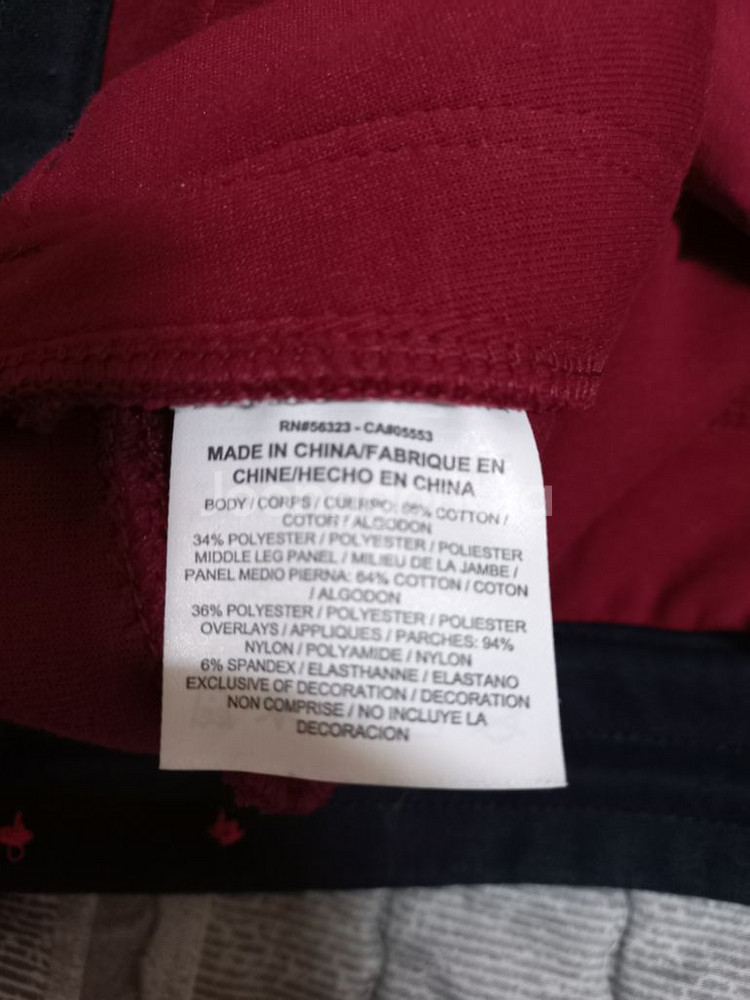 RN#56323 - CA#05553
MADE IN CHINA/FABRIQUE EN
CHINE/HECHO EN CHINA
BODY / CORPS / CUERPO: 66% COTTON /
COTON / ALGODON
34% POLYESTER / POLYESTER / POLIESTER
MIDDLE LEG PANEL / MILIEU DE LA JAMBE /
PANEL MEDIO PIERNA: 64% COTTON / COTON
/ ALGODON
36% POLYESTER / POLYESTER / POLIESTER
OVERLAYS / APPLIQUES / PARCHES: 94%
NYLON / POLYAMIDE / NYLON
6% SPANDEX / ELASTHANNE / ELASTANO
EXCLUSIVE OF DECORATION / DECORATION
NON COMPRISE / NO INCLUYE LA
DECORACION